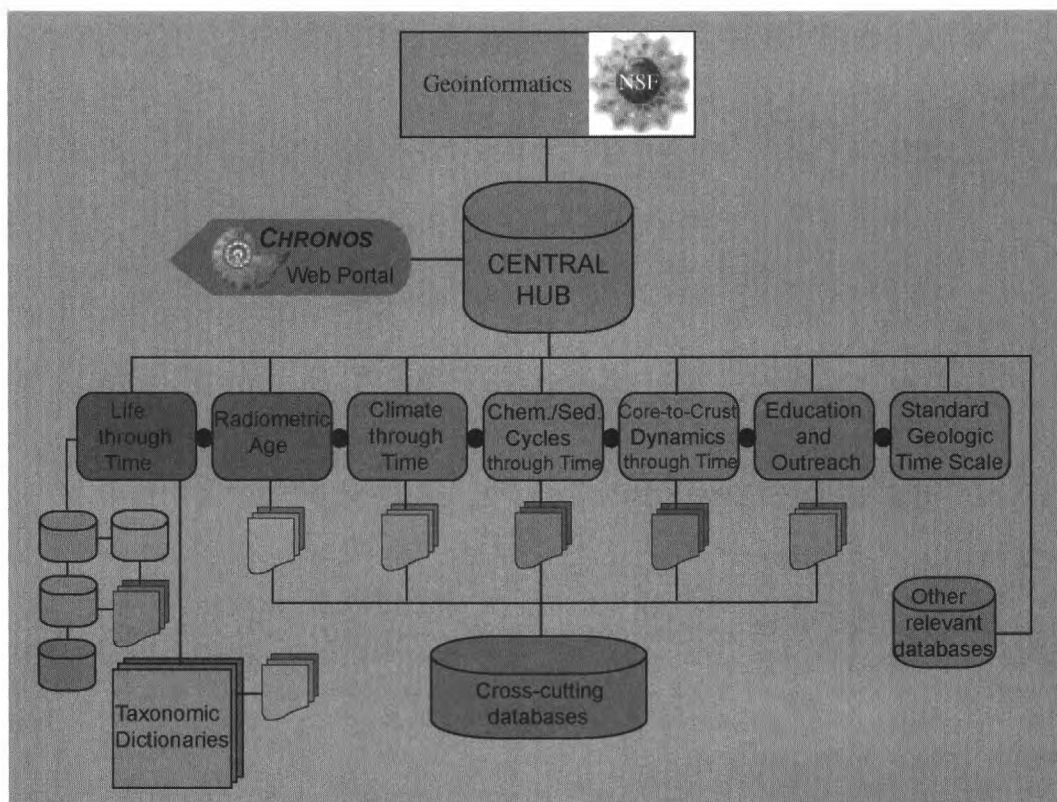 Geoinformatics
NSF
CHRONOS
Web Portal
CENTRAL
HUB
Life
through
Time
Radiometric
Age
Climate
through
Time
Chem./Sed.
Cycles
through Time
Core-to-Crust
Dynamics
through Time
Education
and
Outreach
Standard
Geologic
Time Scale
Other
relevant
databases
Cross-cutting
databases
Taxonomic
Dictionaries